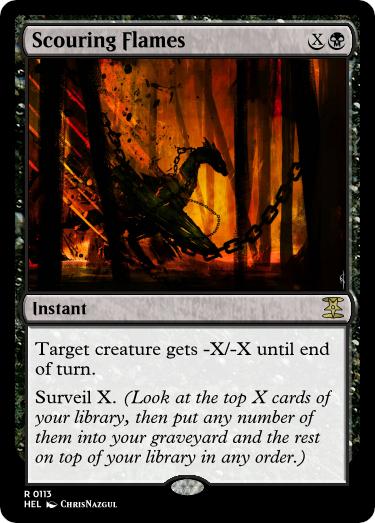 Scouring Flames X
Instant
Target creature gets -X/-X until end
of turn.
Surveil X. (Look at the top X cards of
your library, then put any number of
them into your graveyard and the rest
on top of your library in any order.)
R 0113
HEL ChrisNazgul